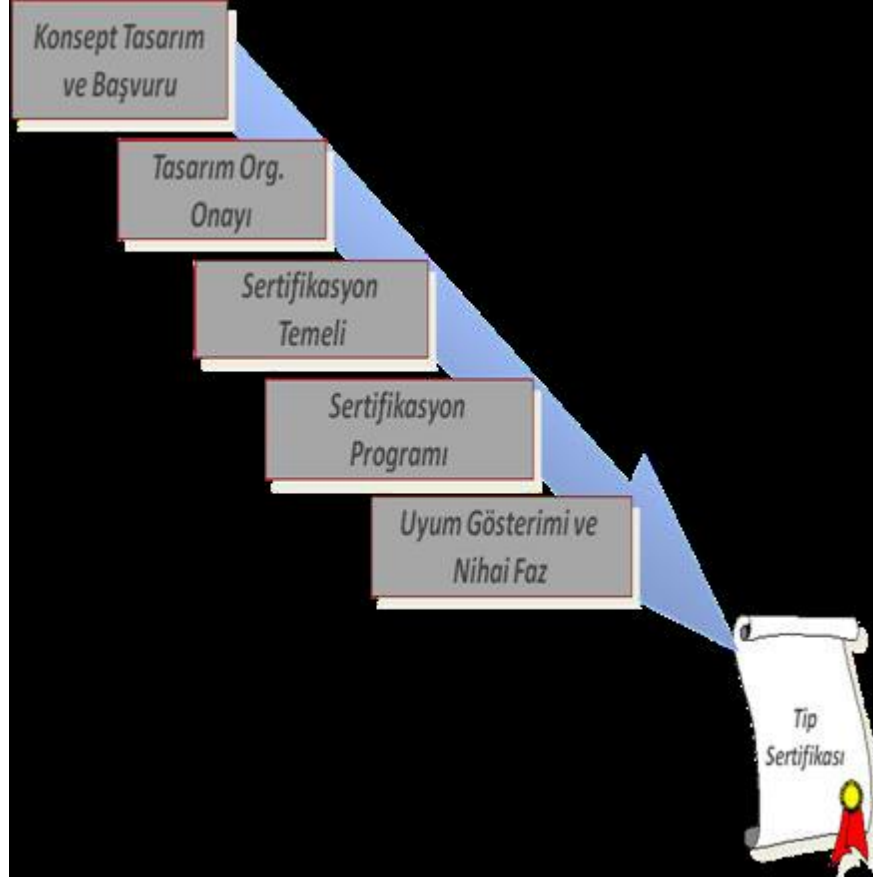 Konsept Tasarım
ve Başvuru
Tasarım Org.
Onayı
Sertifikasyon
Temeli
Sertifikasyon
Programı
Uyum Gösterimi ve
Nihai Faz
Tip
Sertifikası